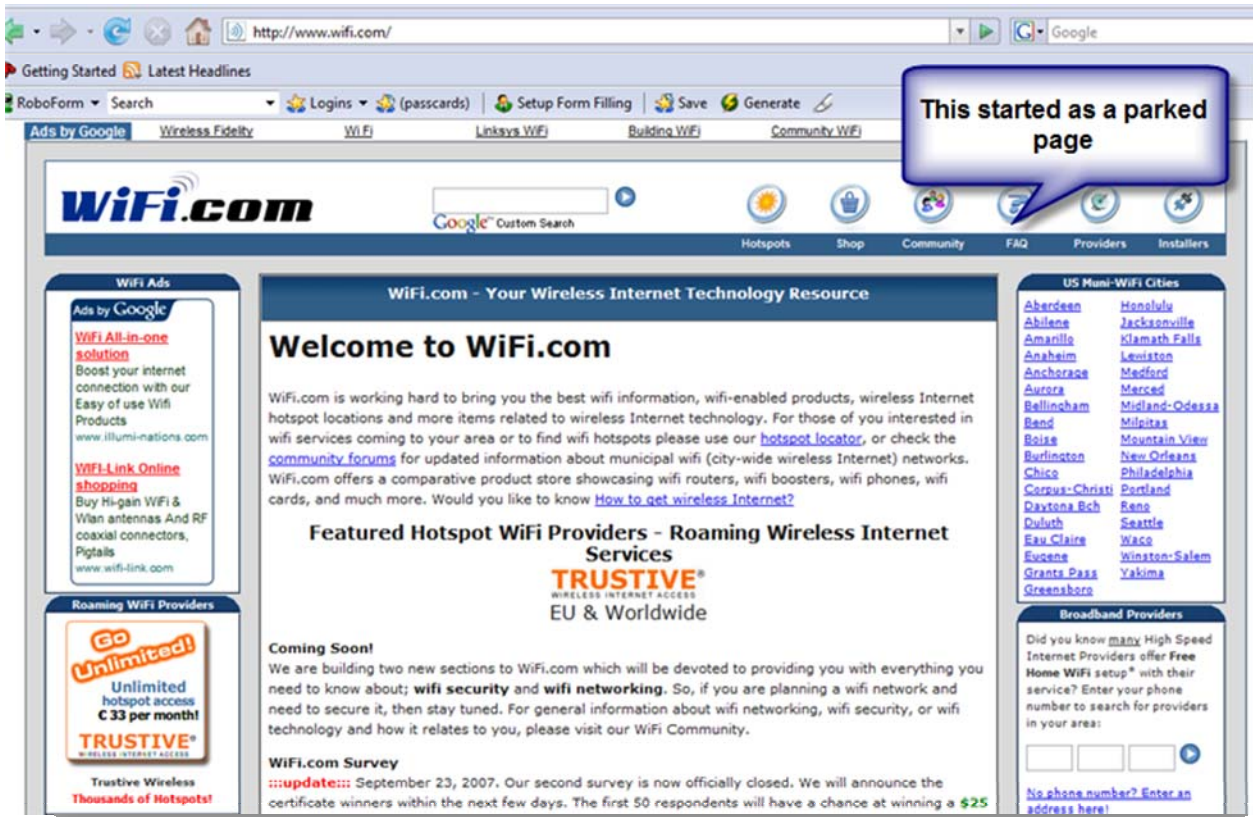 http://www.wifi.com/
Google
Getting Started Latest Headlines
RoboForm Search Logins (passcards) Setup Form Filling Save Generate
This started as a parked
page
Ads by Google Wireless Fidelity Wi Fi Linksys WiFi Building WiFi Community WiFi
WiFi.com
Google™ Custom Search
Hotspots Shop Community FAQ Providers Installers
WiFi Ads
Ads by Google
WiFi All-in-one
solution
Boost your internet
connection with our
Easy of use Wifi
Products
www.illumi-nations.com
WIFI-Link Online
shopping
Buy Hi-gain WiFi &
Wlan antennas And RF
coaxial connectors,
Pigtails
www.wifi-link.com
Roaming WiFi Providers
Go
Unlimited!
Unlimited
hotspot access
€ 33 per month!
TRUSTIVE®
WIRELESS INTERNET ACCESS
Trustive Wireless
Thousands of Hotspots!
WiFi.com - Your Wireless Internet Technology Resource
Welcome to WiFi.com
WiFi.com is working hard to bring you the best wifi information, wifi-enabled products, wireless Internet
hotspot locations and more items related to wireless Internet technology. For those of you interested in
wifi services coming to your area or to find wifi hotspots please use our hotspot locator, or check the
community forums for updated information about municipal wifi (city-wide wireless Internet) networks.
WiFi.com offers a comparative product store showcasing wifi routers, wifi boosters, wifi phones, wifi
cards, and much more. Would you like to know How to get wireless Internet?
Featured Hotspot WiFi Providers - Roaming Wireless Internet
Services
TRUSTIVE®
WIRELESS INTERNET ACCESS
EU & Worldwide
Coming Soon!
We are building two new sections to WiFi.com which will be devoted to providing you with everything you
need to know about; wifi security and wifi networking. So, if you are planning a wifi network and
need to secure it, then stay tuned. For general information about wifi networking, wifi security, or wifi
technology and how it relates to you, please visit our WiFi Community.
WiFi.com Survey
:::update::: September 23, 2007. Our second survey is now officially closed. We will announce the
certificate winners within the next few days. The first 50 respondents will have a chance at winning a $25
US Muni-WiFi Cities
Aberdeen Honolulu
Abilene Jacksonville
Amarillo Klamath Falls
Anaheim Lewiston
Anchorage Medford
Aurora Merced
Bellingham Midland-Odessa
Bend Milpitas
Boise Mountain View
Burlington New Orleans
Chico Philadelphia
Corpus-Christi Portland
Daytona Bch Reno
Duluth Seattle
Eau Claire Waco
Eugene Winston-Salem
Grants Pass Yakima
Greensboro
Broadband Providers
Did you know many High Speed
Internet Providers offer Free
Home WiFi setup* with their
service? Enter your phone
number to search for providers
in your area:
No phone number? Enter an
address here!